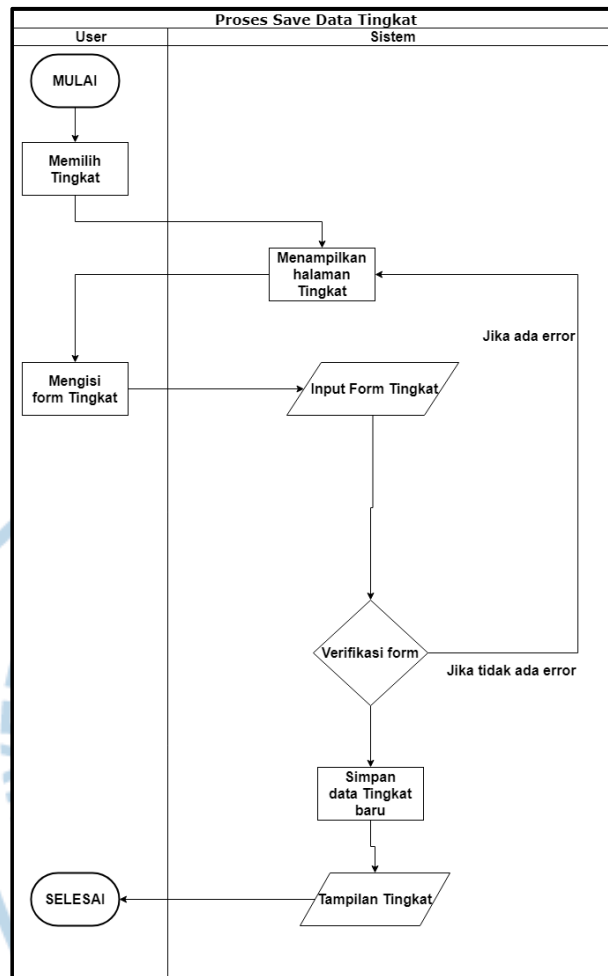 Proses Save Data Tingkat
User
Sistem
MULAI
Memilih
Tingkat
Menampilkan
halaman
Tingkat
Jika ada error
Mengisi
form Tingkat
Input Form Tingkat
Verifikasi form
Jika tidak ada error
Simpan
data Tingkat
baru
SELESAI
Tampilan Tingkat